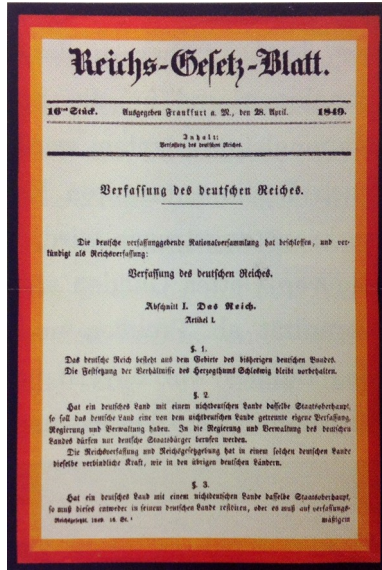 Reichs-Gesetz-Blatt.
16tes Stück. Ausgegeben Frankfurt a. M., den 28. April. 1849.
Inhalt:
Verfassung des deutschen Reiches.
Verfassung des deutschen Reiches.
Die deutsche verfassunggebende Nationalversammlung hat beschlossen, und ver-
kündigt als Reichsverfassung:
Verfassung des deutschen Reiches.
Abschnitt I. Das Reich.
Artikel I.
§. 1.
Das deutsche Reich besteht aus dem Gebiete des bisherigen deutschen Bundes.
Die Festsetzung der Verhältnisse des Herzogthums Schleswig bleibt vorbehalten.
§. 2.
Hat ein deutsches Land mit einem nichtdeutschen Lande dasselbe Staatsoberhaupt,
so soll das deutsche Land eine von dem nichtdeutschen Lande getrennte eigene Verfassung,
Regierung und Verwaltung haben. In die Regierung und Verwaltung des deutschen
Landes dürfen nur deutsche Staatsbürger berufen werden.
Die Reichsverfassung und Reichsgesetzgebung hat in einem solchen deutschen Lande
dieselbe verbindliche Kraft, wie in den übrigen deutschen Ländern.
§. 3.
Hat ein deutsches Land mit einem nichtdeutschen Lande dasselbe Staatsoberhaupt,
so muß dieses entweder in seinem deutschen Lande residiren, oder es muß auf verfassungs-
mäßigem